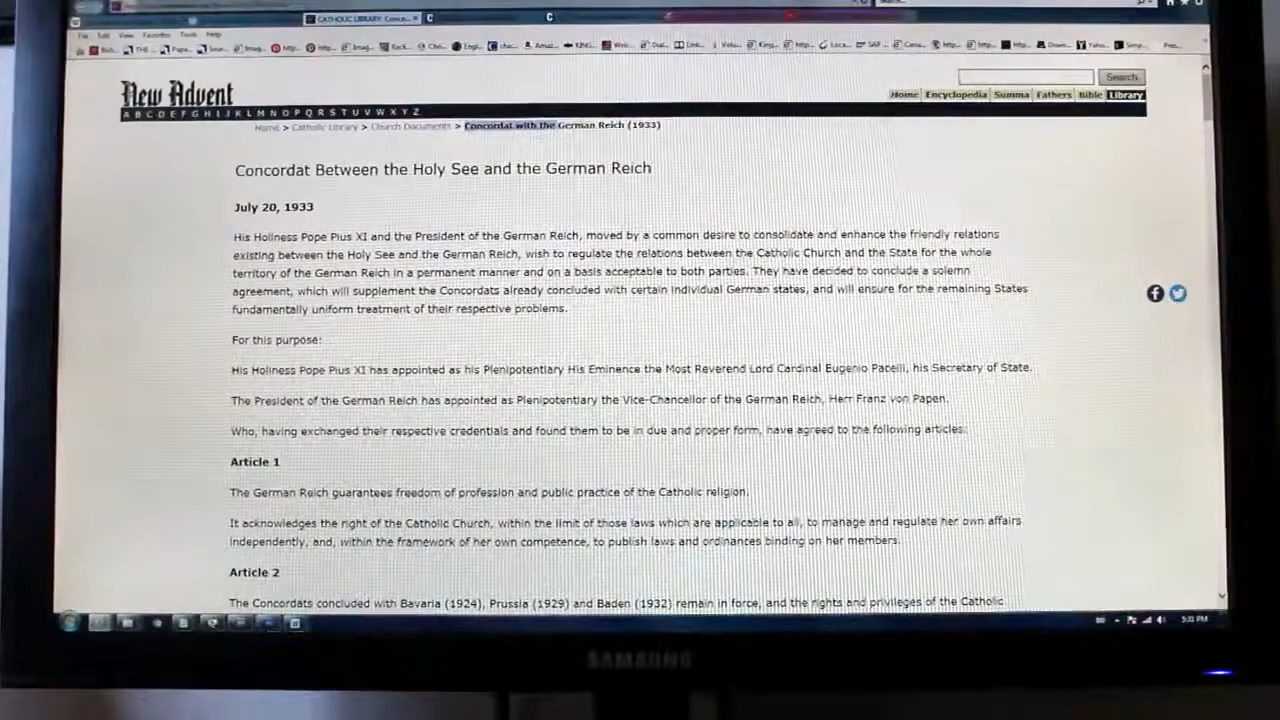 CATHOLIC LIBRARY: Conco...
File Edit View Favorites Tools Help
New Advent
Search
Home Encyclopedia Summa Fathers Bible Library
A B C D E F G H I J K L M N O P Q R S T U V W X Y Z
Home > Catholic Library > Church Documents > Concordat with the German Reich (1933)
Concordat Between the Holy See and the German Reich
July 20, 1933
His Holiness Pope Pius XI and the President of the German Reich, moved by a common desire to consolidate and enhance the friendly relations
existing between the Holy See and the German Reich, wish to regulate the relations between the Catholic Church and the State for the whole
territory of the German Reich in a permanent manner and on a basis acceptable to both parties. They have decided to conclude a solemn
agreement, which will supplement the Concordats already concluded with certain individual German states, and will ensure for the remaining States
fundamentally uniform treatment of their respective problems.
For this purpose:
His Holiness Pope Pius XI has appointed as his Plenipotentiary His Eminence the Most Reverend Lord Cardinal Eugenio Pacelli, his Secretary of State.
The President of the German Reich has appointed as Plenipotentiary the Vice-Chancellor of the German Reich, Herr Franz von Papen.
Who, having exchanged their respective credentials and found them to be in due and proper form, have agreed to the following articles.
Article 1
The German Reich guarantees freedom of profession and public practice of the Catholic religion.
It acknowledges the right of the Catholic Church, within the limit of those laws which are applicable to all, to manage and regulate her own affairs
independently, and, within the framework of her own competence, to publish laws and ordinances binding on her members.
Article 2
The Concordats concluded with Bavaria (1924), Prussia (1929) and Baden (1932) remain in force, and the rights and privileges of the Catholic
5:21 PM
SAMSUNG